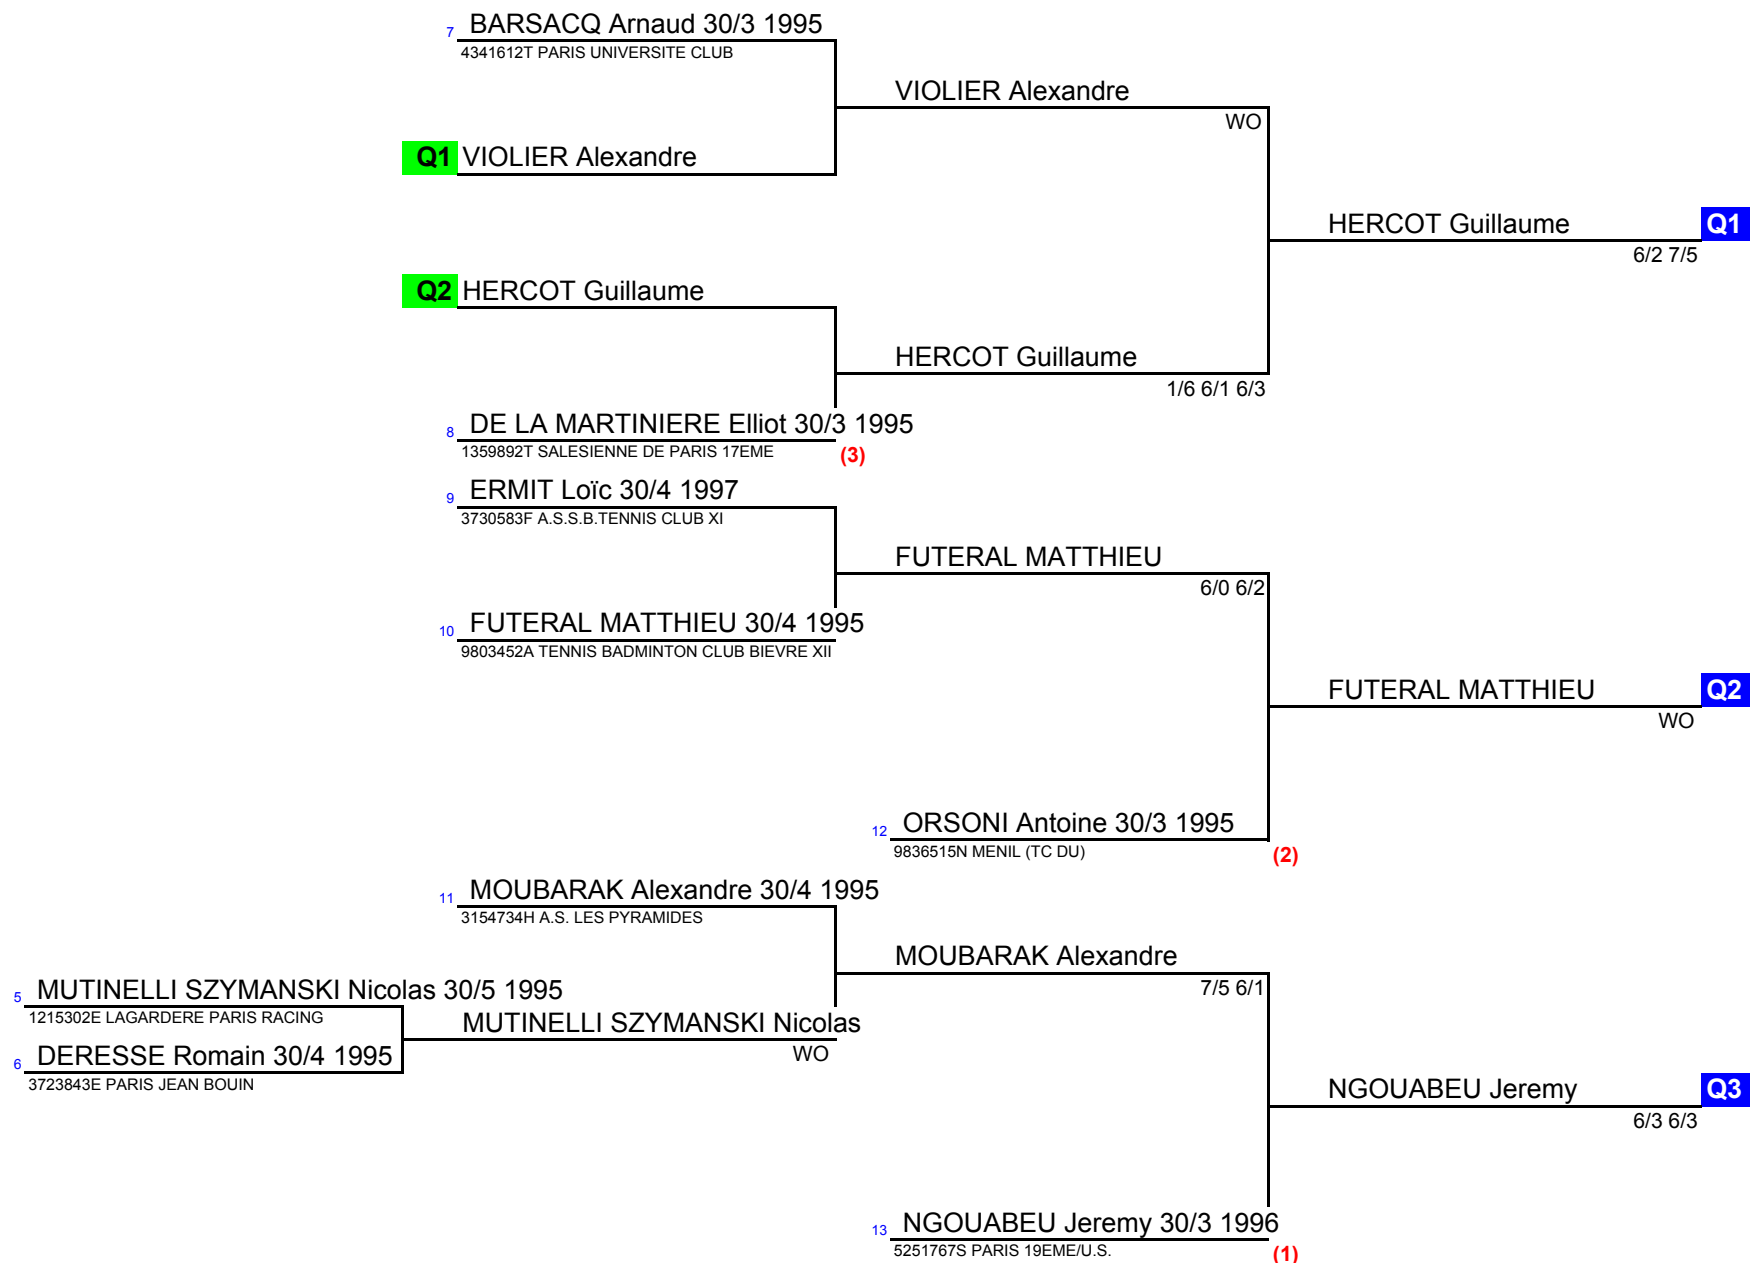 7 BARSACQ Arnaud 30/3 1995
4341612T PARIS UNIVERSITE CLUB
VIOLIER Alexandre
WO
Q1 VIOLIER Alexandre
HERCOT Guillaume Q1
6/2 7/5
Q2 HERCOT Guillaume
HERCOT Guillaume
1/6 6/1 6/3
8 DE LA MARTINIERE Elliot 30/3 1995
1359892T SALESIENNE DE PARIS 17EME (3)
9 ERMIT Loïc 30/4 1997
3730583F A.S.S.B.TENNIS CLUB XI
FUTERAL MATTHIEU
6/0 6/2
10 FUTERAL MATTHIEU 30/4 1995
9803452A TENNIS BADMINTON CLUB BIEVRE XII
FUTERAL MATTHIEU Q2
WO
12 ORSONI Antoine 30/3 1995
9836515N MENIL (TC DU) (2)
11 MOUBARAK Alexandre 30/4 1995
3154734H A.S. LES PYRAMIDES
MOUBARAK Alexandre
7/5 6/1
5 MUTINELLI SZYMANSKI Nicolas 30/5 1995
1215302E LAGARDERE PARIS RACING
MUTINELLI SZYMANSKI Nicolas
WO
6 DERESSE Romain 30/4 1995
3723843E PARIS JEAN BOUIN
NGOUABEU Jeremy Q3
6/3 6/3
13 NGOUABEU Jeremy 30/3 1996
5251767S PARIS 19EME/U.S. (1)